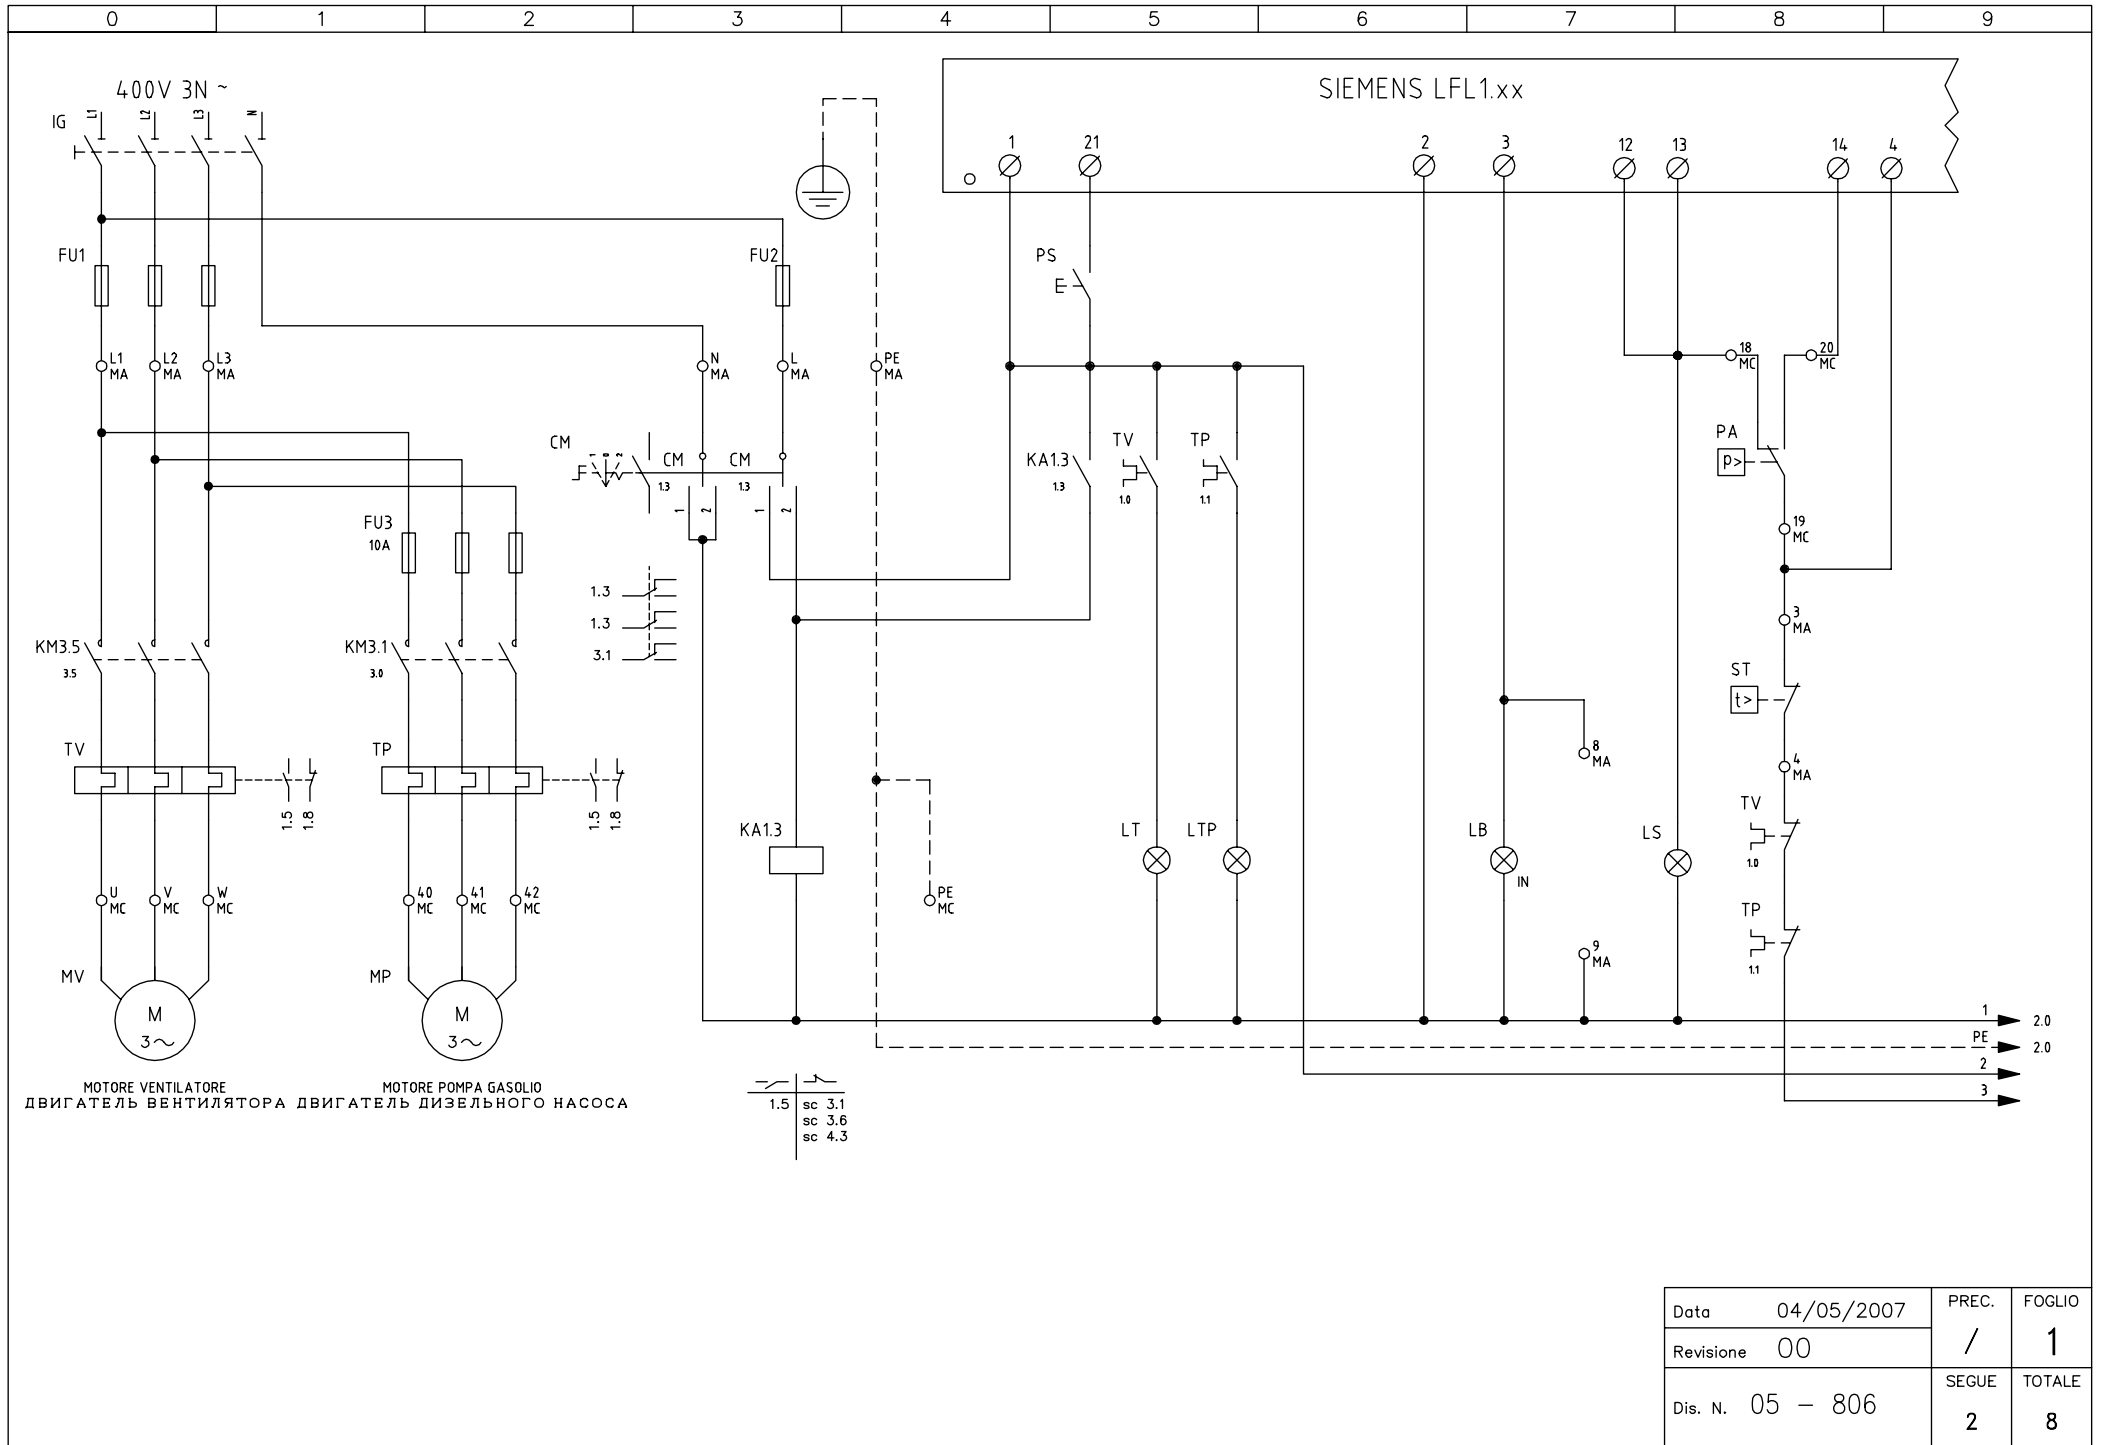 0 1 2 3 4 5 6 7 8 9
400V 3N ~
SIEMENS LFL1.xx
IG L1 L2 L3 N
1 21 2 3 12 13 14 4
FU1 FU2 PS
L1 MA
L2 MA
L3 MA
N MA
L MA
PE MA
18 MC
20 MC
CM CM CM
1.3 1.3
1 0 2
1 2 1 2
KA1.3
1.3
TV
1.0
TP
1.1
PA
p>
19 MC
FU3
10A
1.3
1.3
3.1
3 MA
KM3.5
3.5
KM3.1
3.0
ST
t>
8 MA
4 MA
TV TP
1.5 1.8 1.5 1.8
KA1.3
LT LTP LB LS
IN
TV
1.0
U MC
V MC
W MC
40 MC
41 MC
42 MC
PE MC
TP
1.1
9 MA
MV MP
M
3~
M
3~
1 2.0
PE 2.0
2
3
MOTORE VENTILATORE
ДВИГАТЕЛЬ ВЕНТИЛЯТОРА
MOTORE POMPA GASOLIO
ДВИГАТЕЛЬ ДИЗЕЛЬНОГО НАСОСА
1.5 sc 3.1
sc 3.6
sc 4.3
Data 04/05/2007
Revisione 00
Dis. N. 05 - 806
PREC.
/
FOGLIO
1
SEGUE
2
TOTALE
8